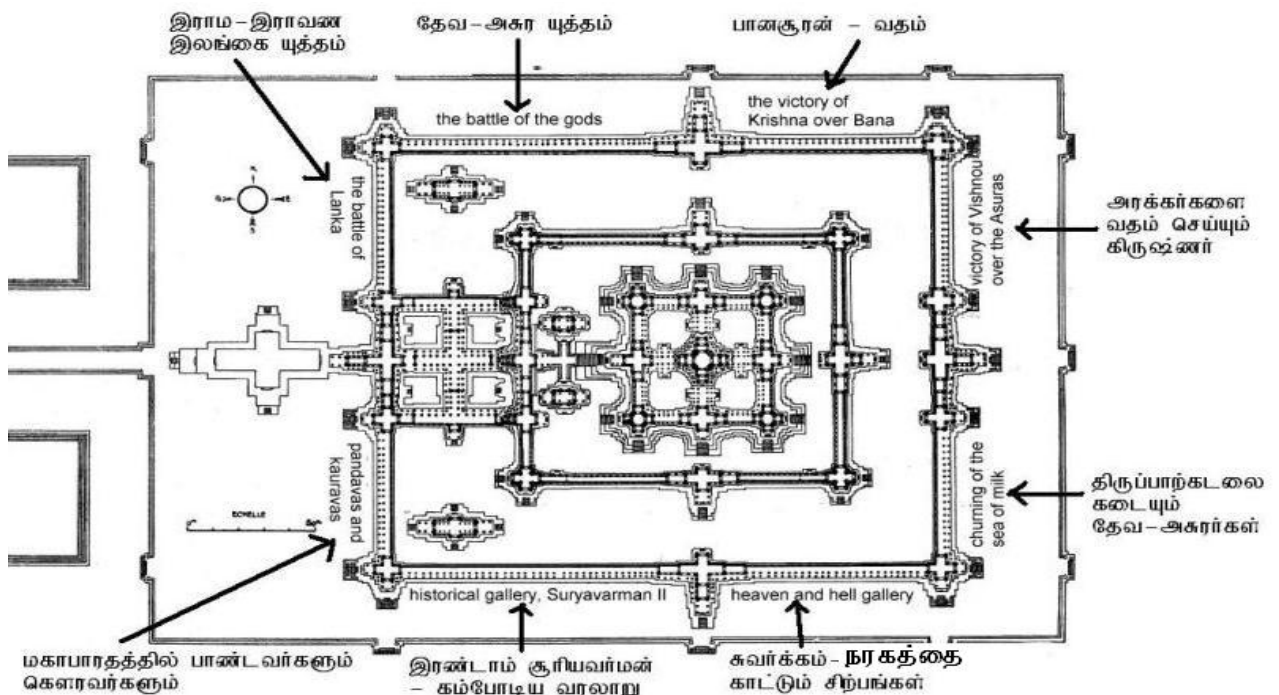 இராம-இராவண
இலங்கை யுத்தம்
தேவ-அசுர யுத்தம்
பானசூரன் - வதம்
the battle of the gods
the victory of
Krishna over Bana
the battle of
Lanka
victory of Vishnou
over the Asuras
அரக்கர்களை
வதம் செய்யும்
கிருஷ்ணர்
pandavas and
kauravas
ECHELLE
churning of the
sea of milk
திருப்பாற்கடலை
கடையும்
தேவ-அசுரர்கள்
historical gallery, Suryavarman II
heaven and hell gallery
மகாபாரதத்தில் பாண்டவர்களும்
கௌரவர்களும்
இரண்டாம் சூரியவர்மன்
- கம்போடிய வரலாறு
சுவர்க்கம்- நரகத்தை
காட்டும் சிற்பங்கள்